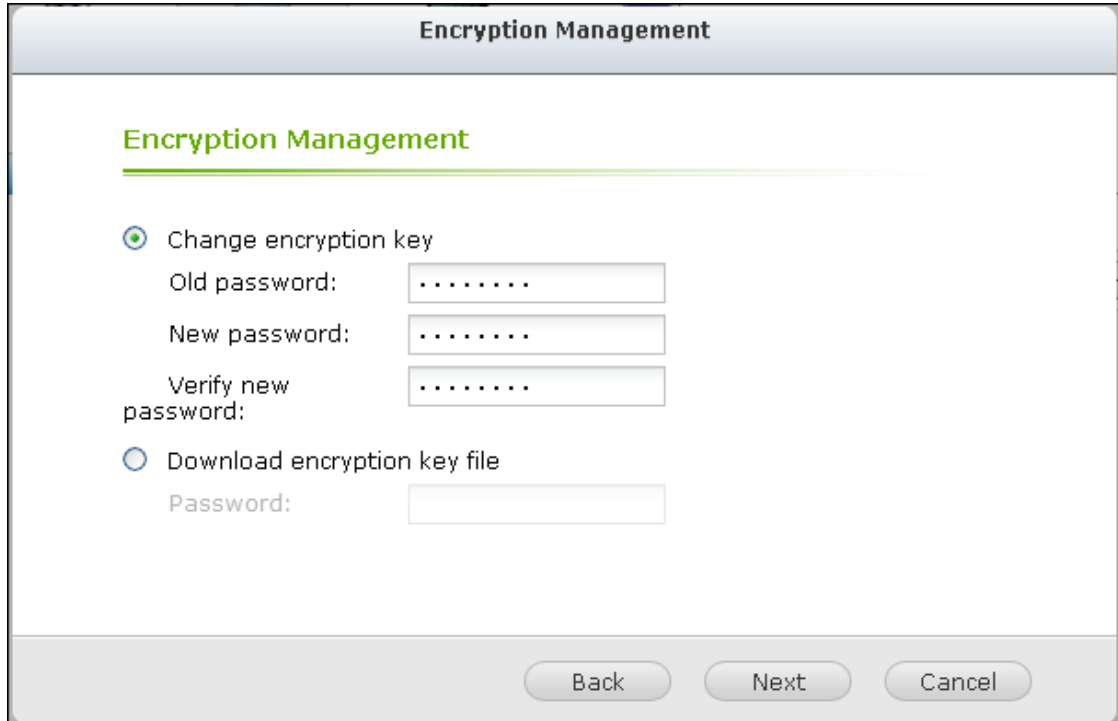 Encryption Management
Encryption Management
Change encryption key
Old password: ........
New password: ........
Verify new ........
password:
Download encryption key file
Password:
Back Next Cancel